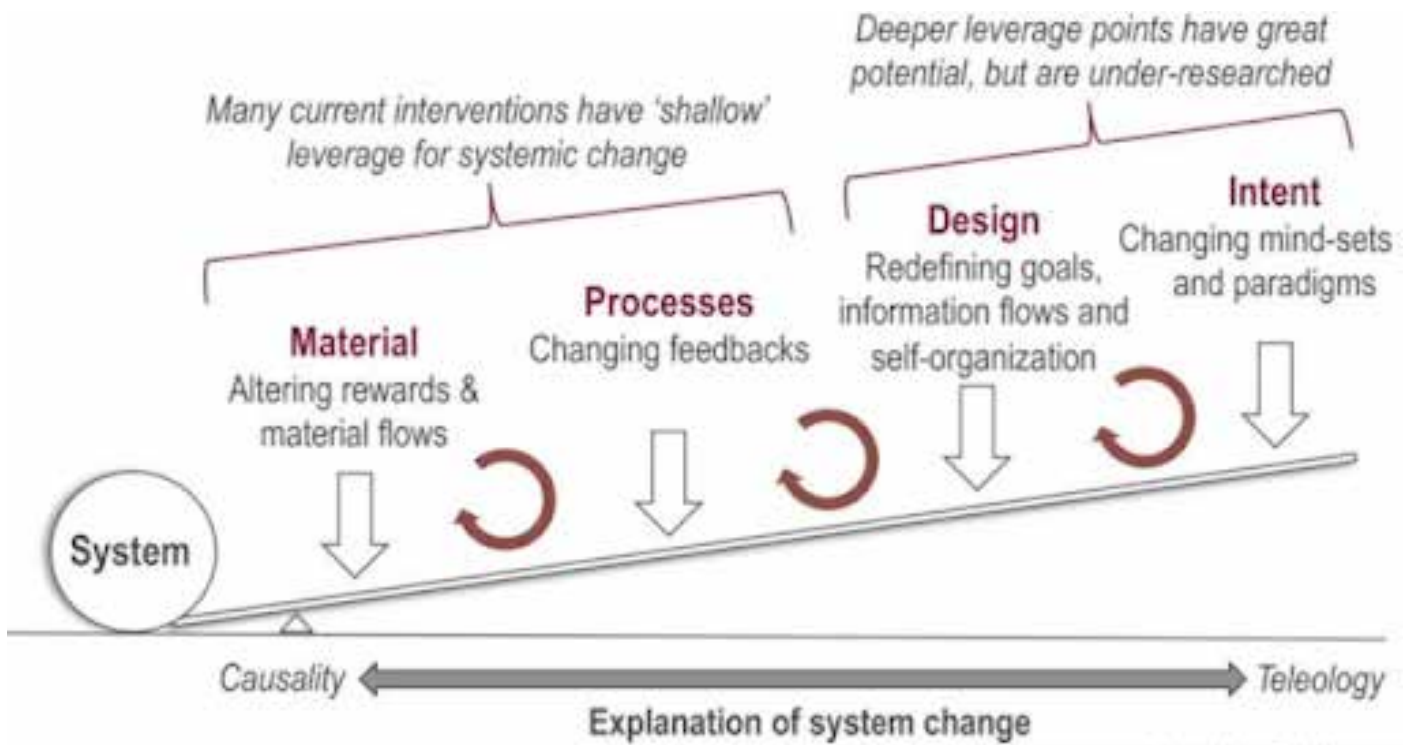 Deeper leverage points have great
potential, but are under-researched
Many current interventions have ‘shallow’
leverage for systemic change
Material
Altering rewards &
material flows
Processes
Changing feedbacks
Design
Redefining goals,
information flows and
self-organization
Intent
Changing mind-sets
and paradigms
System
Causality
Teleology
Explanation of system change